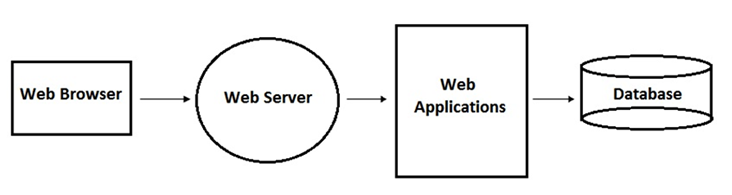 Web Browser
Web Server
Web
Applications
Database